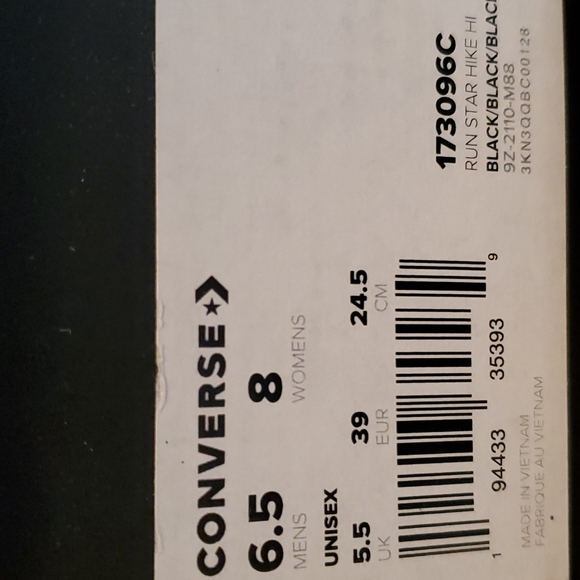 CONVERSE
6.5 8
MENS WOMENS
UNISEX
5.5 39 24.5
UK EUR CM
1 94433 35393 9
MADE IN VIETNAM
FABRIQUE AU VIETNAM
173096C
RUN STAR HIKE HI
BLACK/BLACK/BLAC
9Z-2110-M88
3KN3QQBC00128